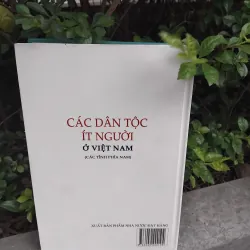 CÁC DÂN TỘC
ÍT NGƯỜI
Ở VIỆT NAM
(CÁC TỈNH PHÍA NAM)